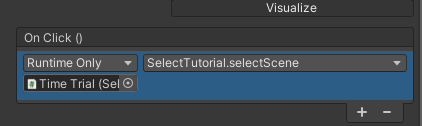 Visualize
On Click ()
Runtime Only SelectTutorial.selectScene
Time Trial (Sel